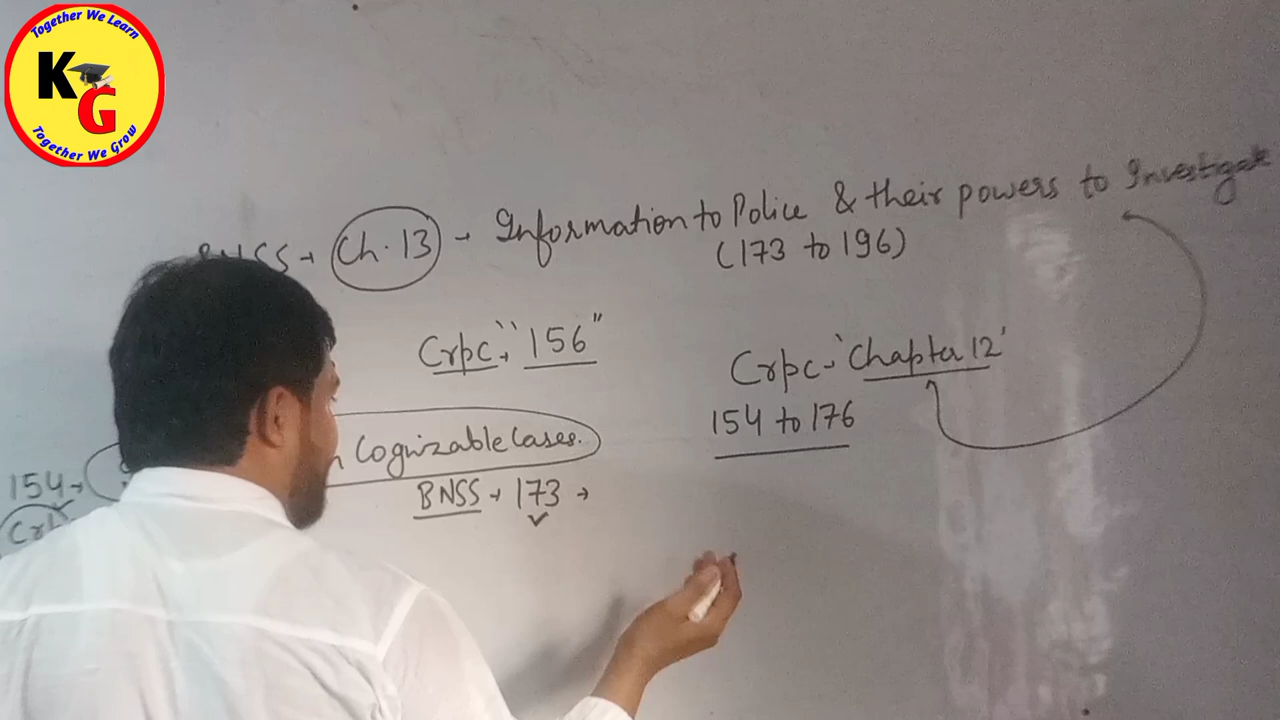 Together We Learn
KG
Together We Grow
BNSS → Ch. 13 - Information to Police & their powers to Investigate
(173 to 196)
Crpc → "156"
Crpc - 'Chapter 12'
154 to 176
Cognizable Cases.
154 →
BNSS → 173 →